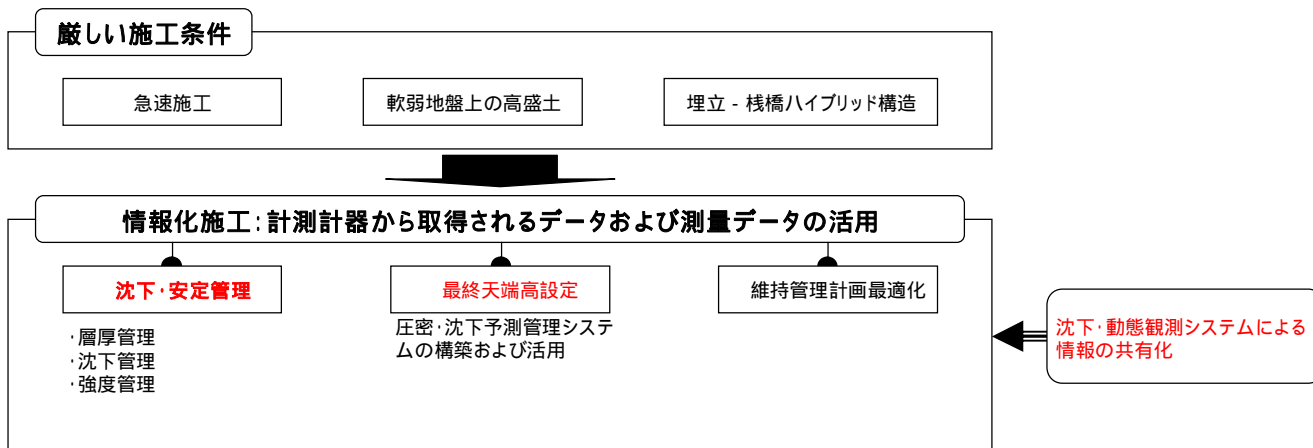 厳しい施工条件
急速施工
軟弱地盤上の高盛土
埋立 - 桟橋ハイブリッド構造
情報化施工:計測計器から取得されるデータおよび測量データの活用
沈下・安定管理
・層厚管理
・沈下管理
・強度管理
最終天端高設定
圧密・沈下予測管理システ
ムの構築および活用
維持管理計画最適化
沈下・動態観測システムによる
情報の共有化